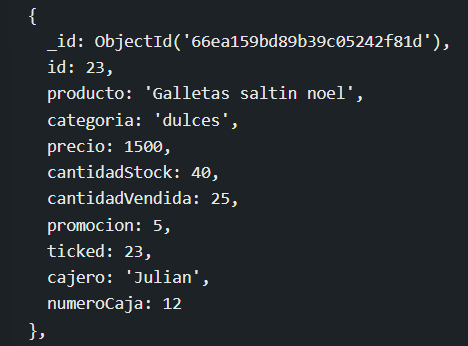 {
_id: ObjectId('66ea159bd89b39c05242f81d'),
id: 23,
producto: 'Galletas saltin noel',
categoria: 'dulces',
precio: 1500,
cantidadStock: 40,
cantidadVendida: 25,
promocion: 5,
ticked: 23,
cajero: 'Julian',
numeroCaja: 12
},